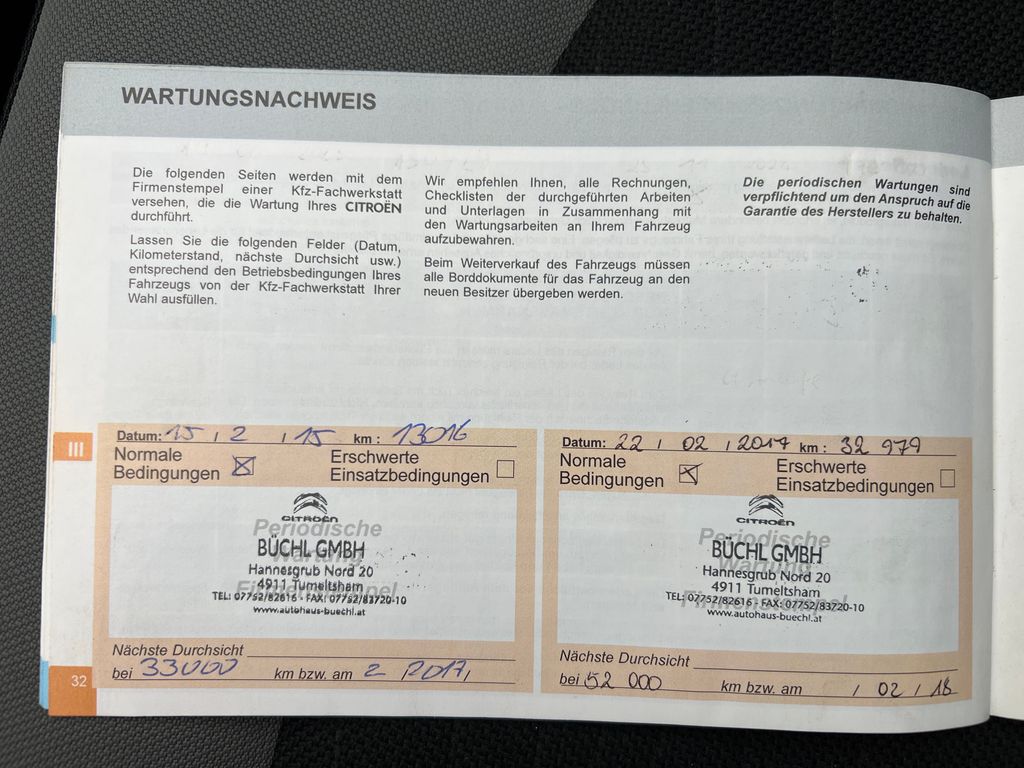 WARTUNGSNACHWEIS
Die folgenden Seiten werden mit dem
Firmenstempel einer Kfz-Fachwerkstatt
versehen, die die Wartung Ihres CITROËN
durchführt.
Lassen Sie die folgenden Felder (Datum,
Kilometerstand, nächste Durchsicht usw.)
entsprechend den Betriebsbedingungen Ihres
Fahrzeugs von der Kfz-Fachwerkstatt Ihrer
Wahl ausfüllen.
Wir empfehlen Ihnen, alle Rechnungen,
Checklisten der durchgeführten Arbeiten
und Unterlagen in Zusammenhang mit
den Wartungsarbeiten an Ihrem Fahrzeug
aufzubewahren.
Beim Weiterverkauf des Fahrzeugs müssen
alle Borddokumente für das Fahrzeug an den
neuen Besitzer übergeben werden.
Die periodischen Wartungen sind
verpflichtend um den Anspruch auf die
Garantie des Herstellers zu behalten.
III
Datum: 15 / 2 / 15 km : 13016
Normale
Bedingungen
Erschwerte
Einsatzbedingungen
CITROËN
Periodische
BÜCHL GMBH
Wartung
Hannesgrub Nord 20
4911 Tumeltsham
Firmenstempel
TEL: 07752/82616 - FAX: 07752/83720-10
www.autohaus-buechl.at
Nächste Durchsicht
bei 33000 km bzw. am 2 / 2017,
Datum: 22 / 02 / 2017 km : 32 979
Normale
Bedingungen
Erschwerte
Einsatzbedingungen
CITROËN
Periodische
BÜCHL GMBH
Wartung
Hannesgrub Nord 20
4911 Tumeltsham
Firmenstempel
TEL: 07752/82616 - FAX: 07752/83720-10
www.autohaus-buechl.at
Nächste Durchsicht
bei 52 000 km bzw. am / 02 / 18
32